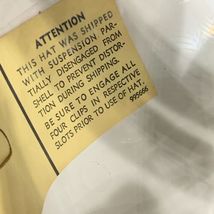 ATTENTION
THIS HAT WAS SHIPPED
WITH SUSPENSION PAR-
TIALLY DISENGAGED FROM
SHELL TO PREVENT DISTOR-
TION DURING SHIPPING.
BE SURE TO ENGAGE ALL
FOUR CLIPS IN RESPECTIVE
SLOTS PRIOR TO USE OF HAT.
995666